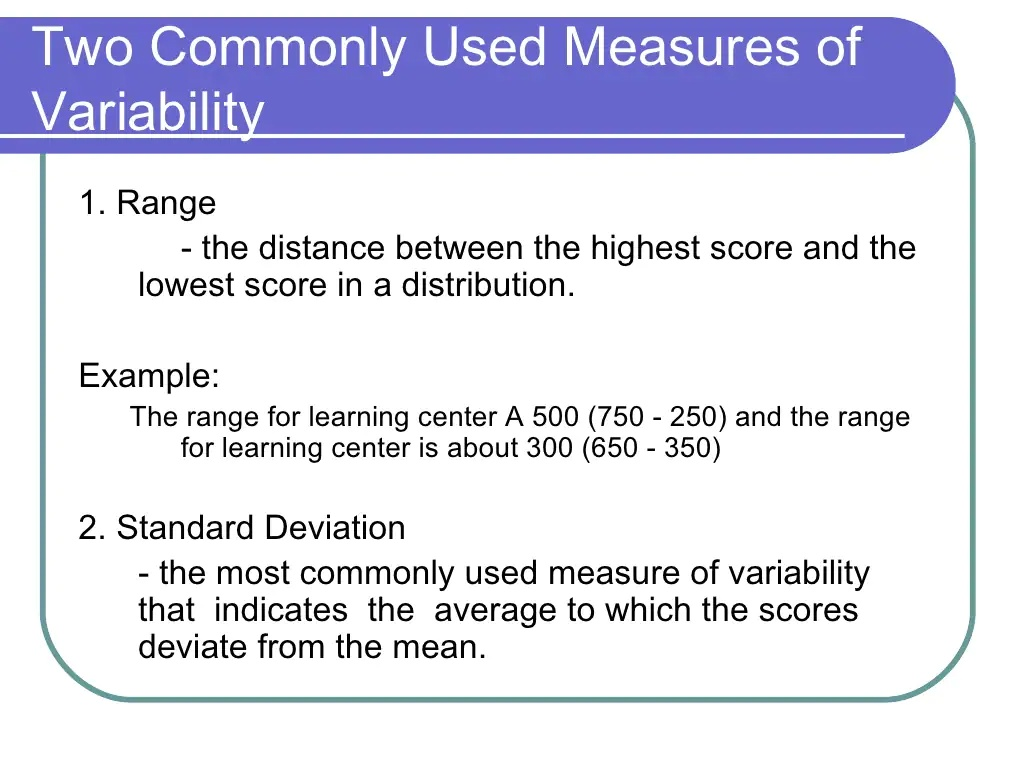 Two Commonly Used Measures of
Variability
1. Range
- the distance between the highest score and the
lowest score in a distribution.
Example:
The range for learning center A 500 (750 - 250) and the range
for learning center is about 300 (650 - 350)
2. Standard Deviation
- the most commonly used measure of variability
that indicates the average to which the scores
deviate from the mean.